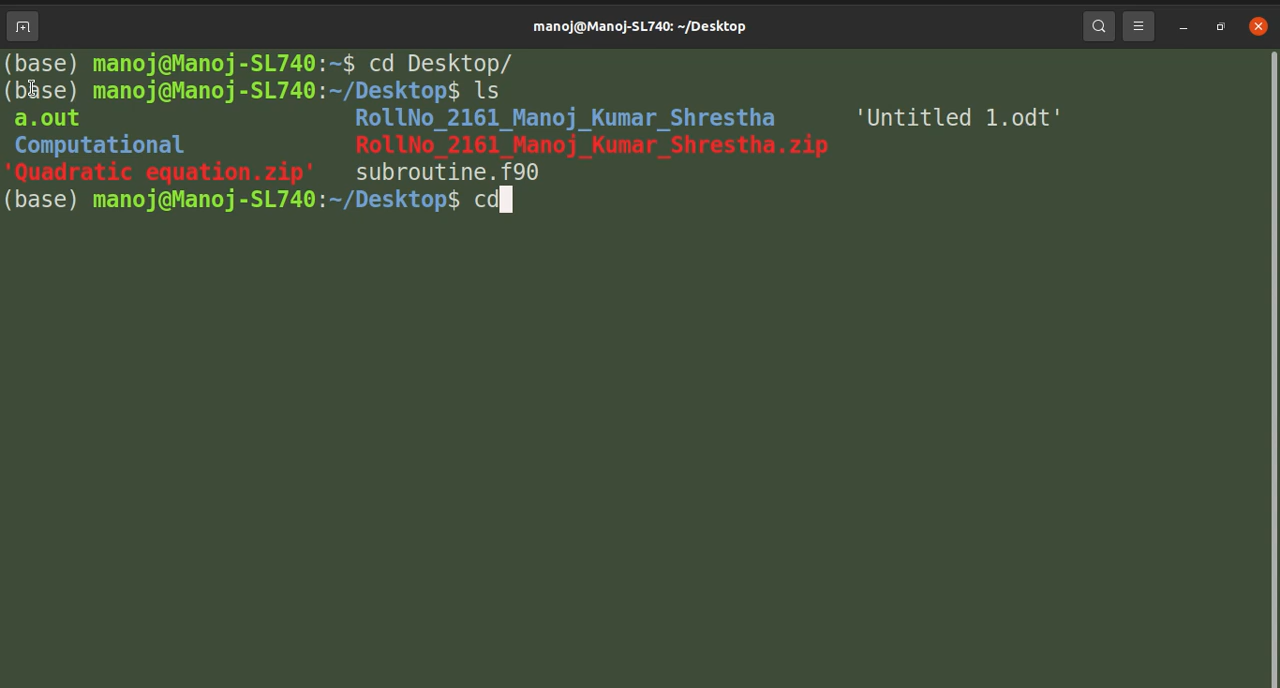 manoj@Manoj-SL740: ~/Desktop
(base) manoj@Manoj-SL740:~$ cd Desktop/
(base) manoj@Manoj-SL740:~/Desktop$ ls
a.out RollNo_2161_Manoj_Kumar_Shrestha 'Untitled 1.odt'
Computational RollNo_2161_Manoj_Kumar_Shrestha.zip
'Quadratic equation.zip' subroutine.f90
(base) manoj@Manoj-SL740:~/Desktop$ cd